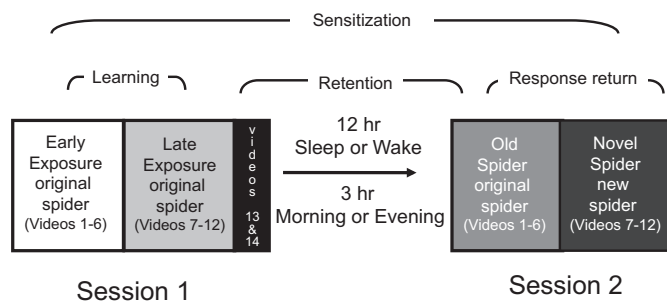 Sensitization
Learning
Retention
Response return
Early
Exposure
original
spider
(Videos 1-6)
Late
Exposure
original
spider
(Videos 7-12)
videos
13
&
14
12 hr
Sleep or Wake
3 hr
Morning or Evening
Old
Spider
original
spider
(Videos 1-6)
Novel
Spider
new
spider
(Videos 7-12)
Session 1
Session 2